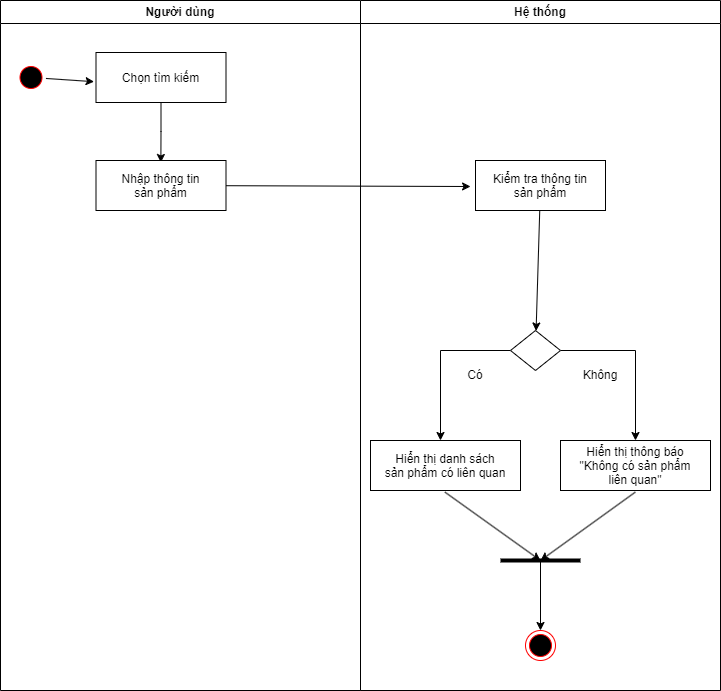 Người dùng
Hệ thống
Chọn tìm kiếm
Nhập thông tin
sản phẩm
Kiểm tra thông tin
sản phẩm
Có
Không
Hiển thị danh sách
sản phẩm có liên quan
Hiển thị thông báo
"Không có sản phẩm
liên quan"